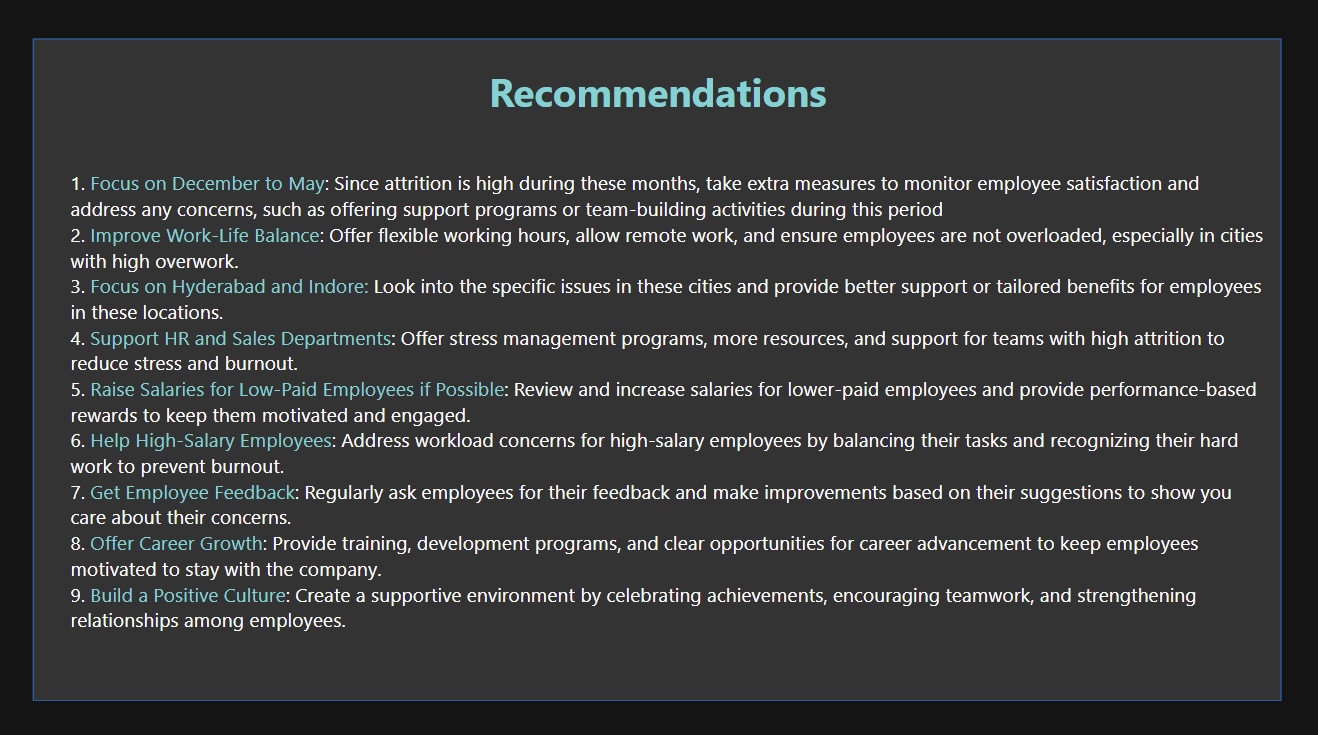 Recommendations
1. Focus on December to May: Since attrition is high during these months, take extra measures to monitor employee satisfaction and
address any concerns, such as offering support programs or team-building activities during this period
2. Improve Work-Life Balance: Offer flexible working hours, allow remote work, and ensure employees are not overloaded, especially in cities
with high overwork.
3. Focus on Hyderabad and Indore: Look into the specific issues in these cities and provide better support or tailored benefits for employees
in these locations.
4. Support HR and Sales Departments: Offer stress management programs, more resources, and support for teams with high attrition to
reduce stress and burnout.
5. Raise Salaries for Low-Paid Employees if Possible: Review and increase salaries for lower-paid employees and provide performance-based
rewards to keep them motivated and engaged.
6. Help High-Salary Employees: Address workload concerns for high-salary employees by balancing their tasks and recognizing their hard
work to prevent burnout.
7. Get Employee Feedback: Regularly ask employees for their feedback and make improvements based on their suggestions to show you
care about their concerns.
8. Offer Career Growth: Provide training, development programs, and clear opportunities for career advancement to keep employees
motivated to stay with the company.
9. Build a Positive Culture: Create a supportive environment by celebrating achievements, encouraging teamwork, and strengthening
relationships among employees.